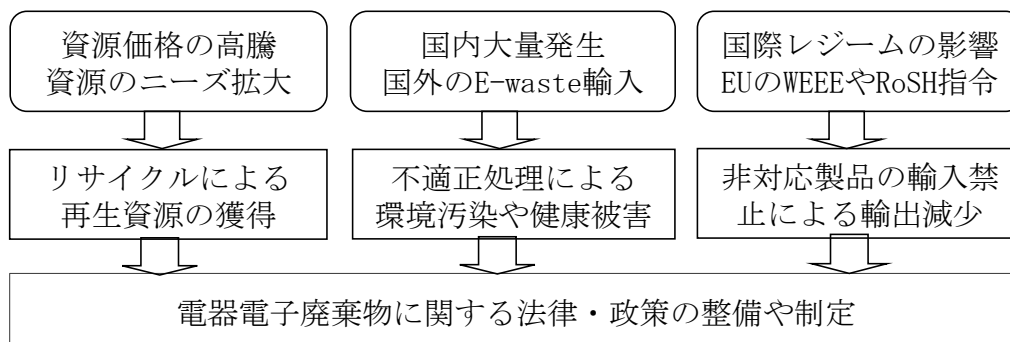 資源価格の高騰
資源のニーズ拡大
国内大量発生
国外のE-waste輸入
国際レジームの影響
EUのWEEEやRoSH指令
リサイクルによる
再生資源の獲得
不適正処理による
環境汚染や健康被害
非対応製品の輸入禁
止による輸出減少
電器電子廃棄物に関する法律・政策の整備や制定